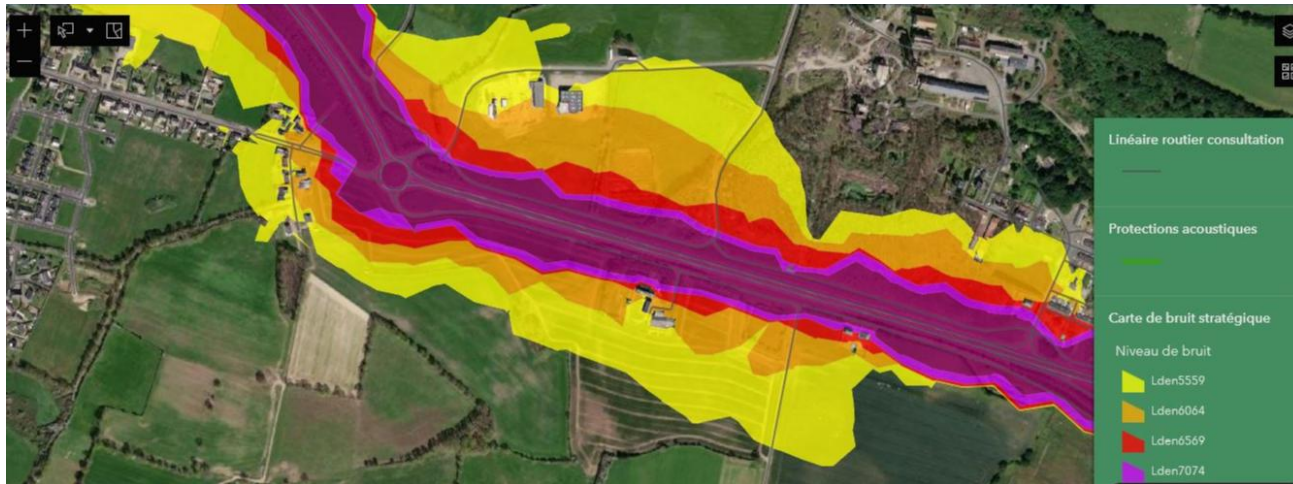 Linéaire routier consultation
Protections acoustiques
Carte de bruit stratégique
Niveau de bruit
Lden5559
Lden6064
Lden6569
Lden7074